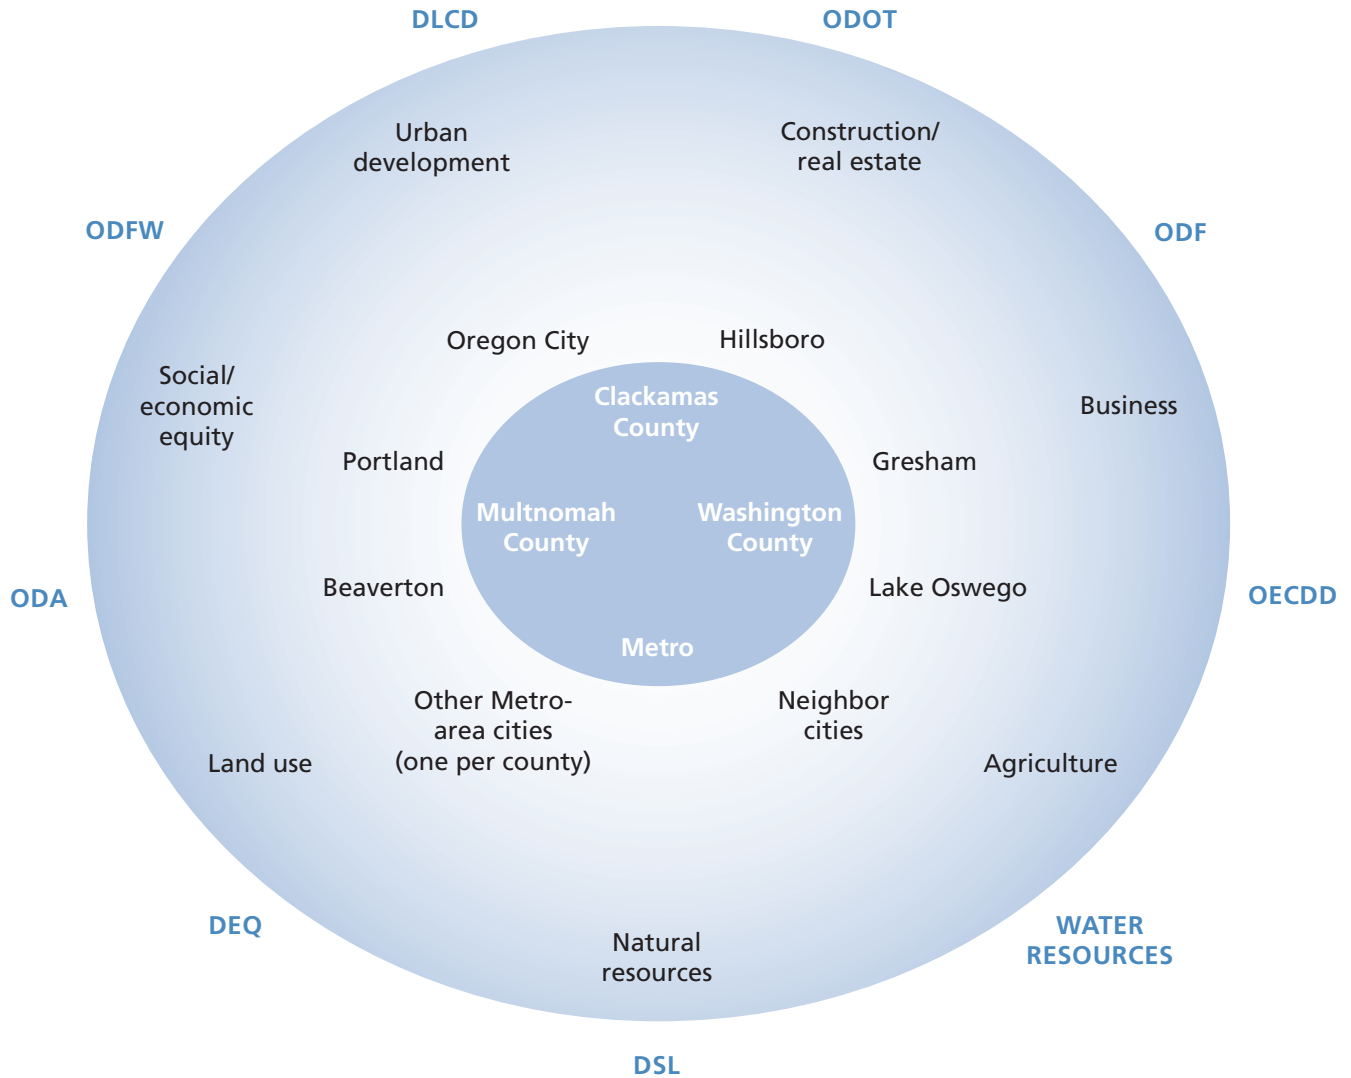 DLCD
ODOT
Urban
development
Construction/
real estate
ODFW
ODF
Oregon City
Hillsboro
Social/
economic
equity
Clackamas
County
Business
Portland
Gresham
Multnomah
County
Washington
County
Beaverton
Lake Oswego
ODA
OECDD
Metro
Other Metro-
area cities
(one per county)
Neighbor
cities
Land use
Agriculture
DEQ
WATER
RESOURCES
Natural
resources
DSL